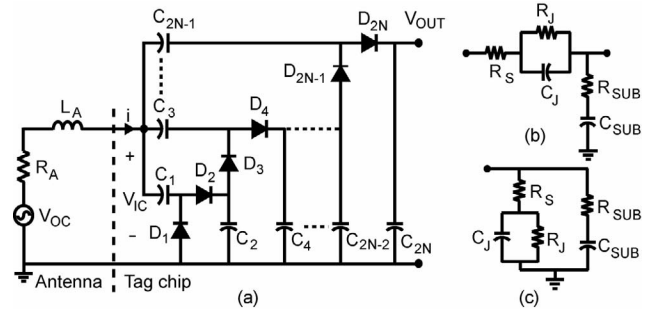 C2N-1
D2N
VOUT
D2N-1
LA
i
C3
D4
RA
+
C1
D2
D3
VIC
VOC
−
D1
C2
C4
C2N-2
C2N
Antenna
Tag chip
(a)
RJ
RS
CJ
RSUB
CSUB
(b)
RS
RSUB
CJ
RJ
CSUB
(c)